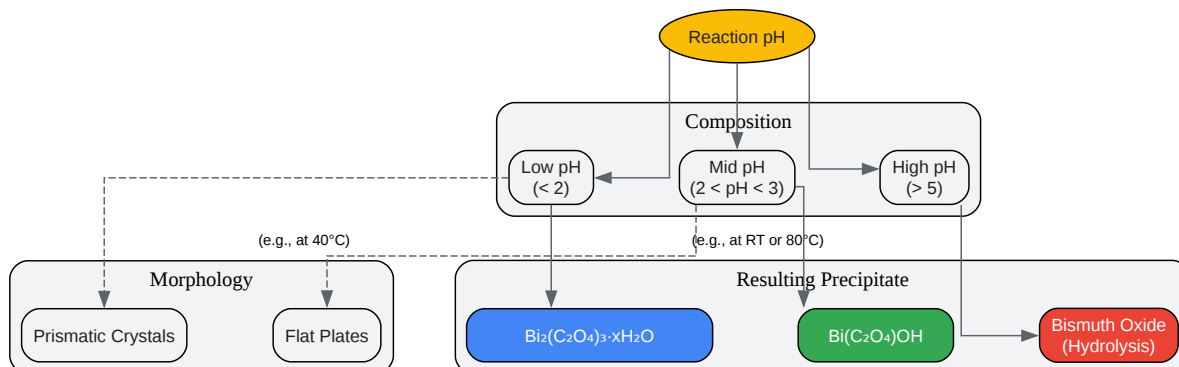 Reaction pH
Composition
Low pH
(< 2)
Mid pH
(2 < pH < 3)
High pH
(> 5)
(e.g., at 40°C)
(e.g., at RT or 80°C)
Morphology
Resulting Precipitate
Prismatic Crystals
Flat Plates
Bi₂(C₂O₄)₃·xH₂O
Bi(C₂O₄)OH
Bismuth Oxide
(Hydrolysis)